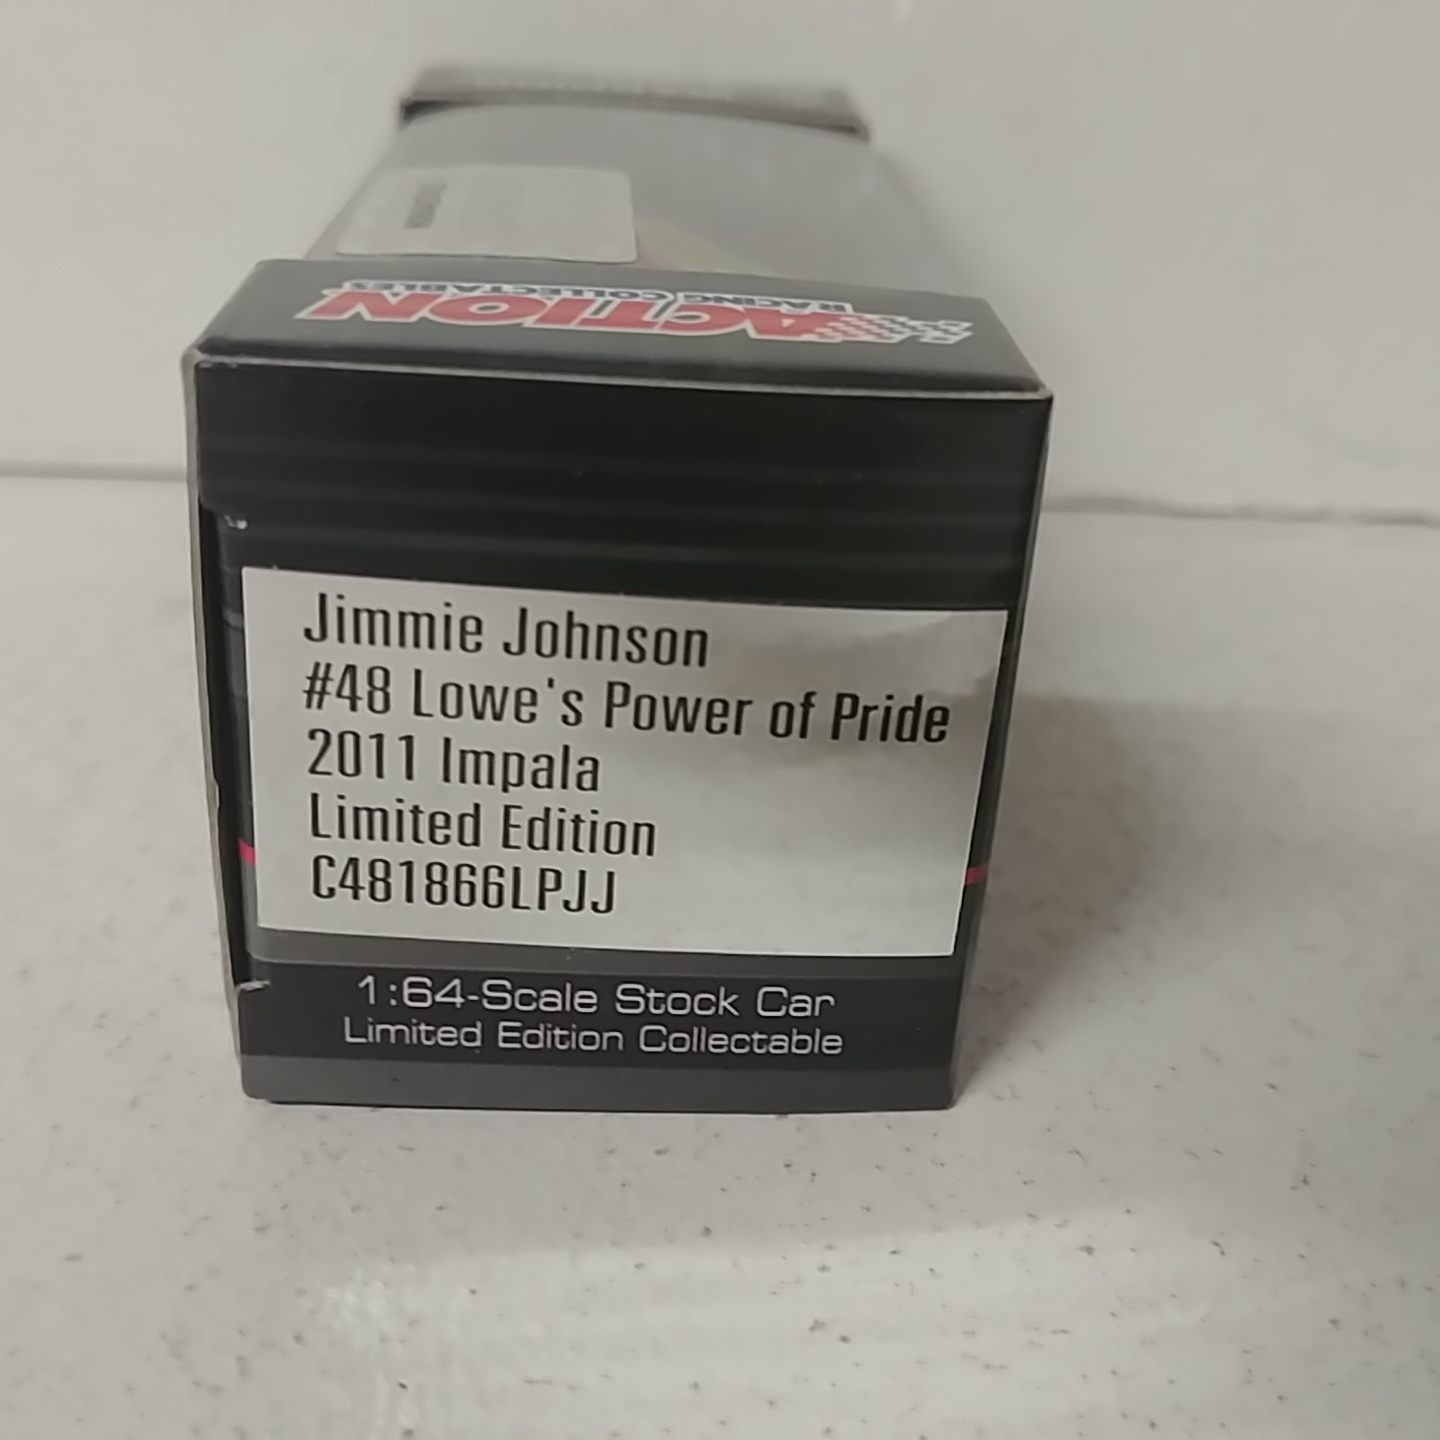 ACTION
RACING COLLECTABLES
Jimmie Johnson
#48 Lowe's Power of Pride
2011 Impala
Limited Edition
C481866LPJJ
1:64-Scale Stock Car
Limited Edition Collectable